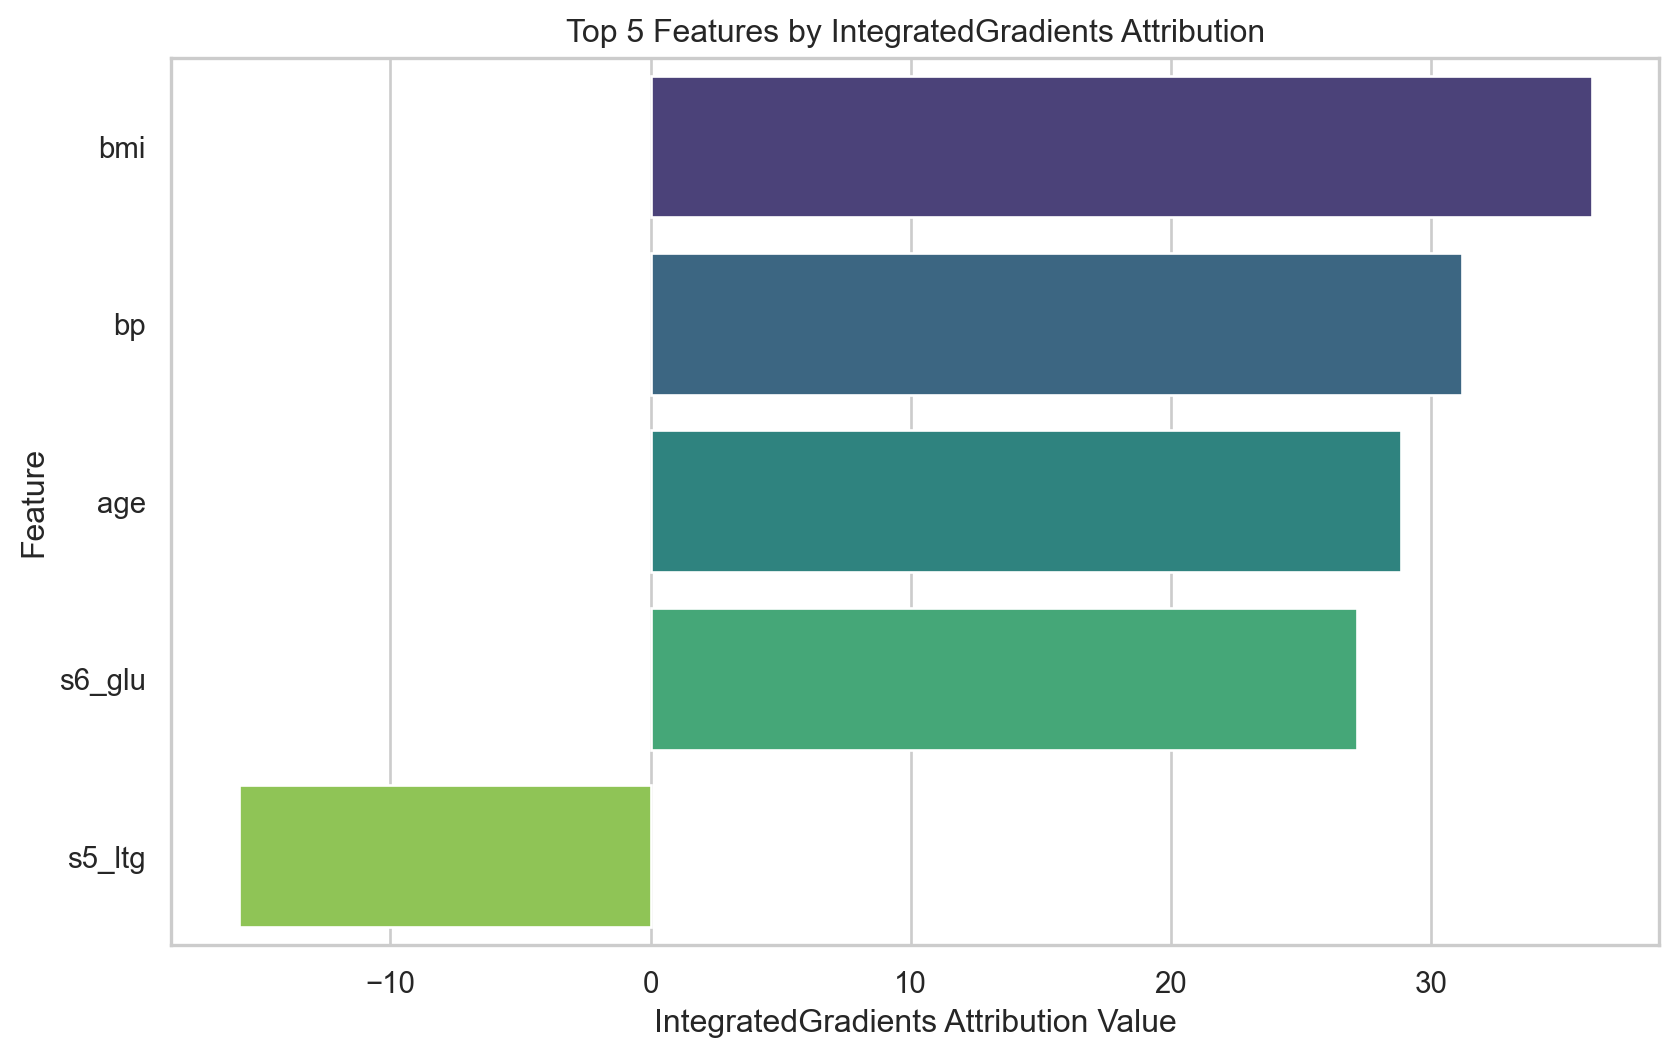 Top 5 Features by IntegratedGradients Attribution
bmi
bp
age
s6_glu
s5_ltg
Feature
−10 0 10 20 30
IntegratedGradients Attribution Value